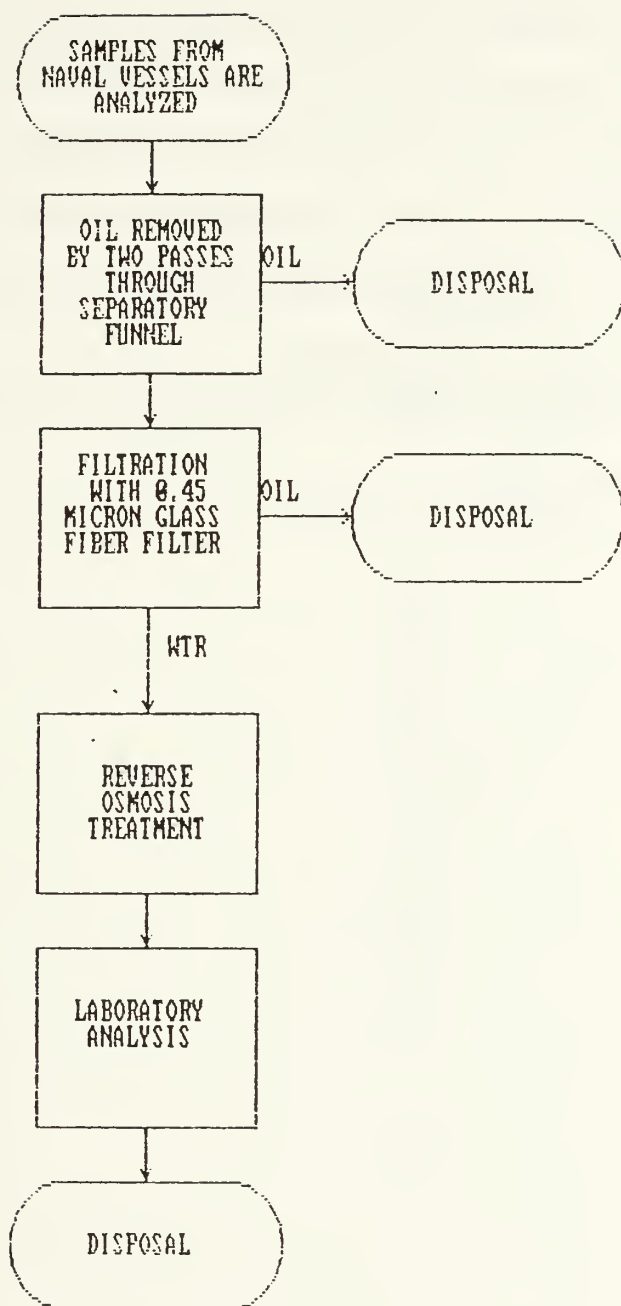 SAMPLES FROM
NAVAL VESSELS ARE
ANALYZED
OIL REMOVED
BY TWO PASSES
THROUGH
SEPARATORY
FUNNEL
OIL
DISPOSAL
FILTRATION
WITH 0.45
MICRON GLASS
FIBER FILTER
OIL
DISPOSAL
WTR
REVERSE
OSMOSIS
TREATMENT
LABORATORY
ANALYSIS
DISPOSAL